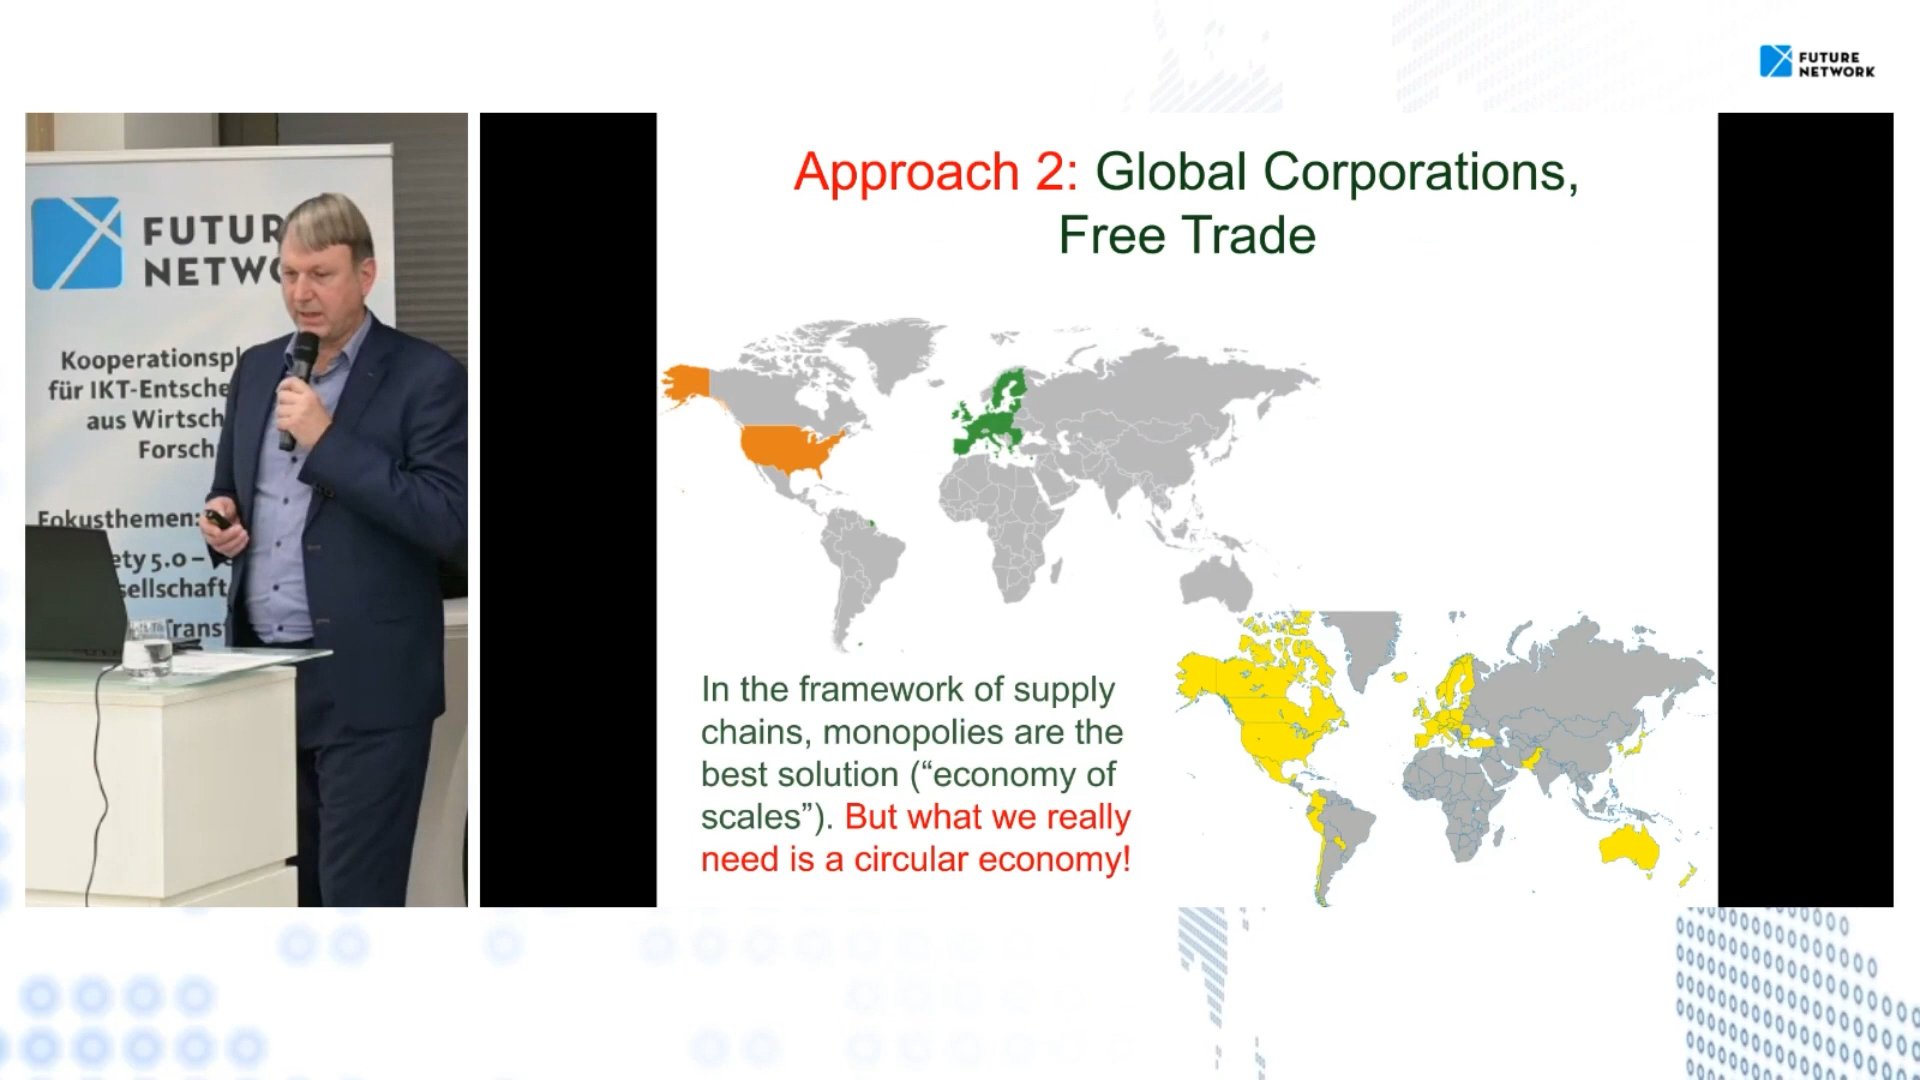 FUTURE
NETWORK
FUTUR
NETWO
Kooperationspl
für IKT-Entsche
aus Wirtsch
Forsch
Fokusthemen:
ety 5.0 –
sellschaft
Trans
Approach 2: Global Corporations,
Free Trade
In the framework of supply
chains, monopolies are the
best solution (“economy of
scales”). But what we really
need is a circular economy!